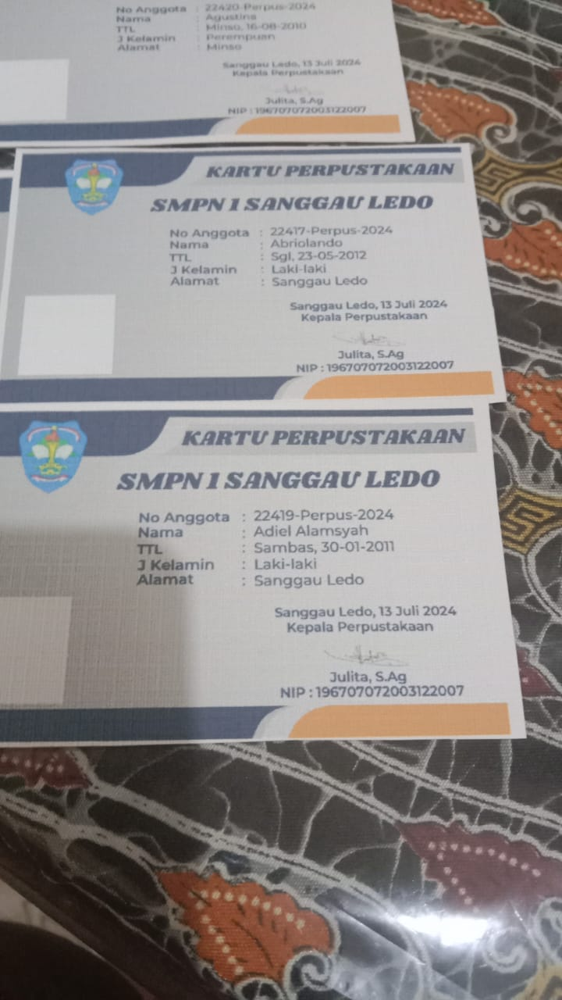 No Anggota : 22420-Perpus-2024
Nama : Agustina
TTL : Minso, 16-08-2010
J Kelamin : Perempuan
Alamat : Minso
Sanggau Ledo, 13 Juli 2024
Kepala Perpustakaan
Julita, S.Ag
NIP : 196707072003122007
KARTU PERPUSTAKAAN
SMPN 1 SANGGAU LEDO
No Anggota : 22417-Perpus-2024
Nama : Abriolando
TTL : Sgl, 23-05-2012
J Kelamin : Laki-laki
Alamat : Sanggau Ledo
Sanggau Ledo, 13 Juli 2024
Kepala Perpustakaan
Julita, S.Ag
NIP : 196707072003122007
KARTU PERPUSTAKAAN
SMPN 1 SANGGAU LEDO
No Anggota : 22419-Perpus-2024
Nama : Adiel Alamsyah
TTL : Sambas, 30-01-2011
J Kelamin : Laki-laki
Alamat : Sanggau Ledo
Sanggau Ledo, 13 Juli 2024
Kepala Perpustakaan
Julita, S.Ag
NIP : 196707072003122007